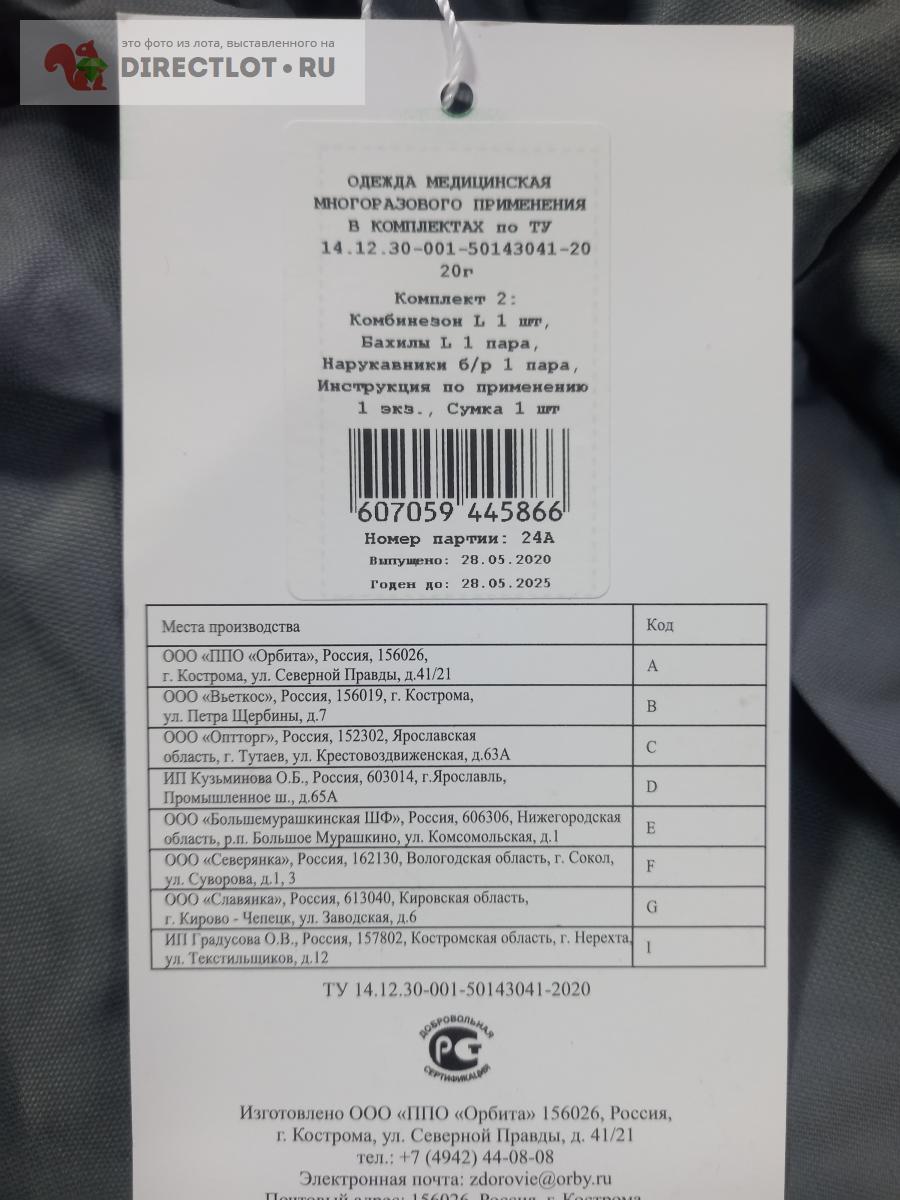 это фото из лота, выставленного на
DIRECTLOT.RU
ОДЕЖДА МЕДИЦИНСКАЯ
МНОГОРАЗОВОГО ПРИМЕНЕНИЯ
В КОМПЛЕКТАХ по ТУ
14.12.30-001-50143041-20
20г
Комплект 2:
Комбинезон L 1 шт,
Бахилы L 1 пара,
Нарукавники б/р 1 пара,
Инструкция по применению
1 экз., Сумка 1 шт
607059 445866
Номер партии: 24А
Выпущено: 28.05.2020
Годен до: 28.05.2025
Места производства Код
ООО «ППО «Орбита», Россия, 156026,
г. Кострома, ул. Северной Правды, д.41/21 A
ООО «Вьеткос», Россия, 156019, г. Кострома,
ул. Петра Щербины, д.7 B
ООО «Оптторг», Россия, 152302, Ярославская
область, г. Тутаев, ул. Крестовоздвиженская, д.63А C
ИП Кузьминова О.Б., Россия, 603014, г.Ярославль,
Промышленное ш., д.65А D
ООО «Большемурашкинская ШФ», Россия, 606306, Нижегородская
область, р.п. Большое Мурашкино, ул. Комсомольская, д.1 E
ООО «Северянка», Россия, 162130, Вологодская область, г. Сокол,
ул. Суворова, д.1, 3 F
ООО «Славянка», Россия, 613040, Кировская область,
г. Кирово - Чепецк, ул. Заводская, д.6 G
ИП Градусова О.В., Россия, 157802, Костромская область, г. Нерехта,
ул. Текстильщиков, д.12 I
ТУ 14.12.30-001-50143041-2020
ДОБРОВОЛЬНАЯ
РСТ
СЕРТИФИКАЦИЯ
Изготовлено ООО «ППО «Орбита» 156026, Россия,
г. Кострома, ул. Северной Правды, д. 41/21
тел.: +7 (4942) 44-08-08
Электронная почта: zdorovie@orby.ru
Почтовый адрес: 156026, Россия, г. Кострома